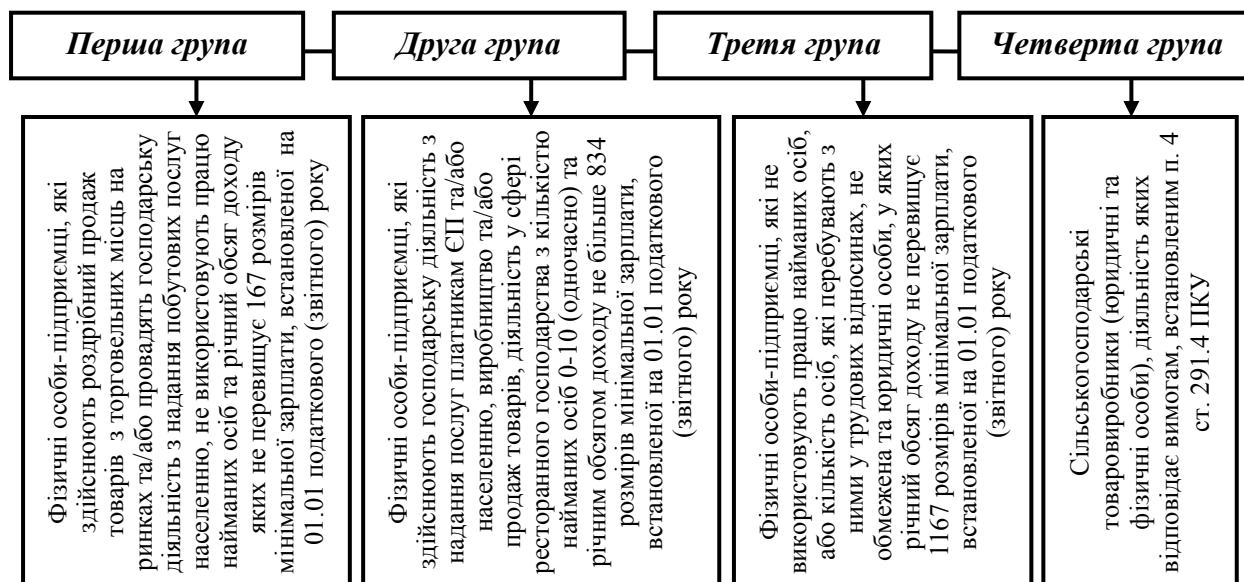 Перша група
Друга група
Третя група
Четверта група
Фізичні особи-підприємці, які
здійснюють роздрібний продаж
товарів з торговельних місць на
ринках та/або провадять господарську
діяльність з надання побутових послуг
населенню, не використовують працю
найманих осіб та річний обсяг доходу
яких не перевищує 167 розмірів
мінімальної зарплати, встановленої на
01.01 податкового (звітного) року
Фізичні особи-підприємці, які
здійснюють господарську діяльність з
надання послуг платникам ЄП та/або
населенню, виробництво та/або
продаж товарів, діяльність у сфері
ресторанного господарства з кількістю
найманих осіб 0-10 (одночасно) та
річним обсягом доходу не більше 834
розмірів мінімальної зарплати,
встановленої на 01.01 податкового
(звітного) року
Фізичні особи-підприємці, які не
використовують працю найманих осіб,
або кількість осіб, які перебувають з
ними у трудових відносинах, не
обмежена та юридичні особи, у яких
річний обсяг доходу не перевищує
1167 розмірів мінімальної зарплати,
встановленої на 01.01 податкового
(звітного) року
Сільськогосподарські
товаровиробники (юридичні та
фізичні особи), діяльність яких
відповідає вимогам, встановленим п. 4
ст. 291.4 ПКУ